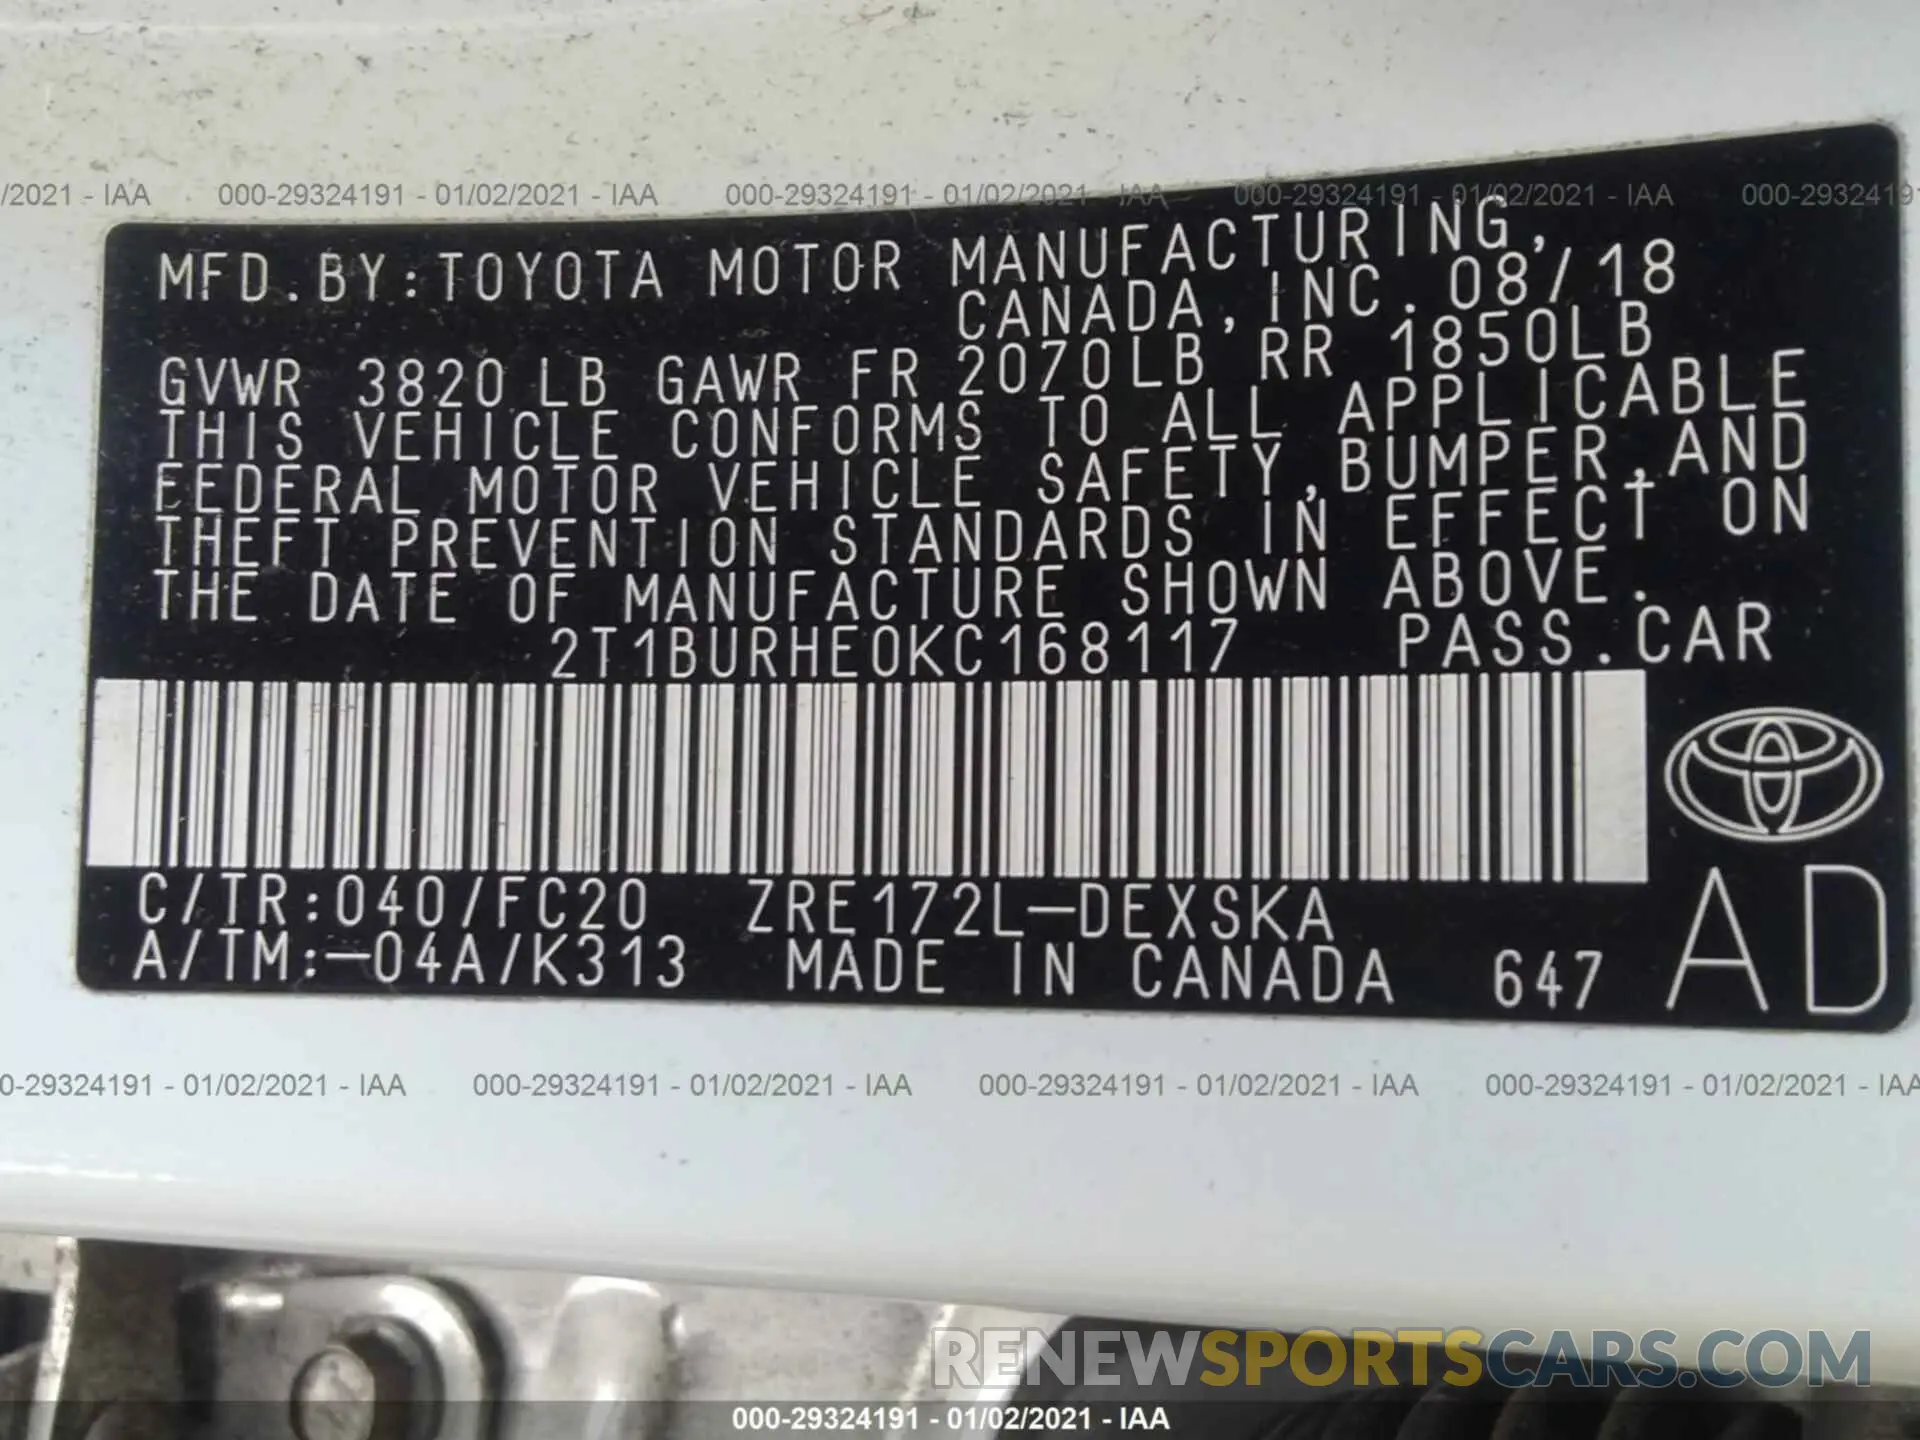 /2021 - IAA 000-29324191 - 01/02/2021 - IAA 000-29324191 - 01/02/2021 - IAA 000-29324191 - 01/02/2021 - IAA 000-2932419
MFD.BY:TOYOTA MOTOR MANUFACTURING,
CANADA,INC. 08/18
GVWR 3820 LB GAWR FR 2070LB RR 1850LB
THIS VEHICLE CONFORMS TO ALL APPLICABLE
FEDERAL MOTOR VEHICLE SAFETY,BUMPER,AND
THEFT PREVENTION STANDARDS IN EFFECT ON
THE DATE OF MANUFACTURE SHOWN ABOVE.
2T1BURHE0KC168117 PASS.CAR
C/TR:040/FC20 ZRE172L-DEXSKA
A/TM:-04A/K313 MADE IN CANADA 647 AD
0-29324191 - 01/02/2021 - IAA 000-29324191 - 01/02/2021 - IAA 000-29324191 - 01/02/2021 - IAA 000-29324191 - 01/02/2021 - IAA
RENEWSPORTSCARS.COM
000-29324191 - 01/02/2021 - IAA